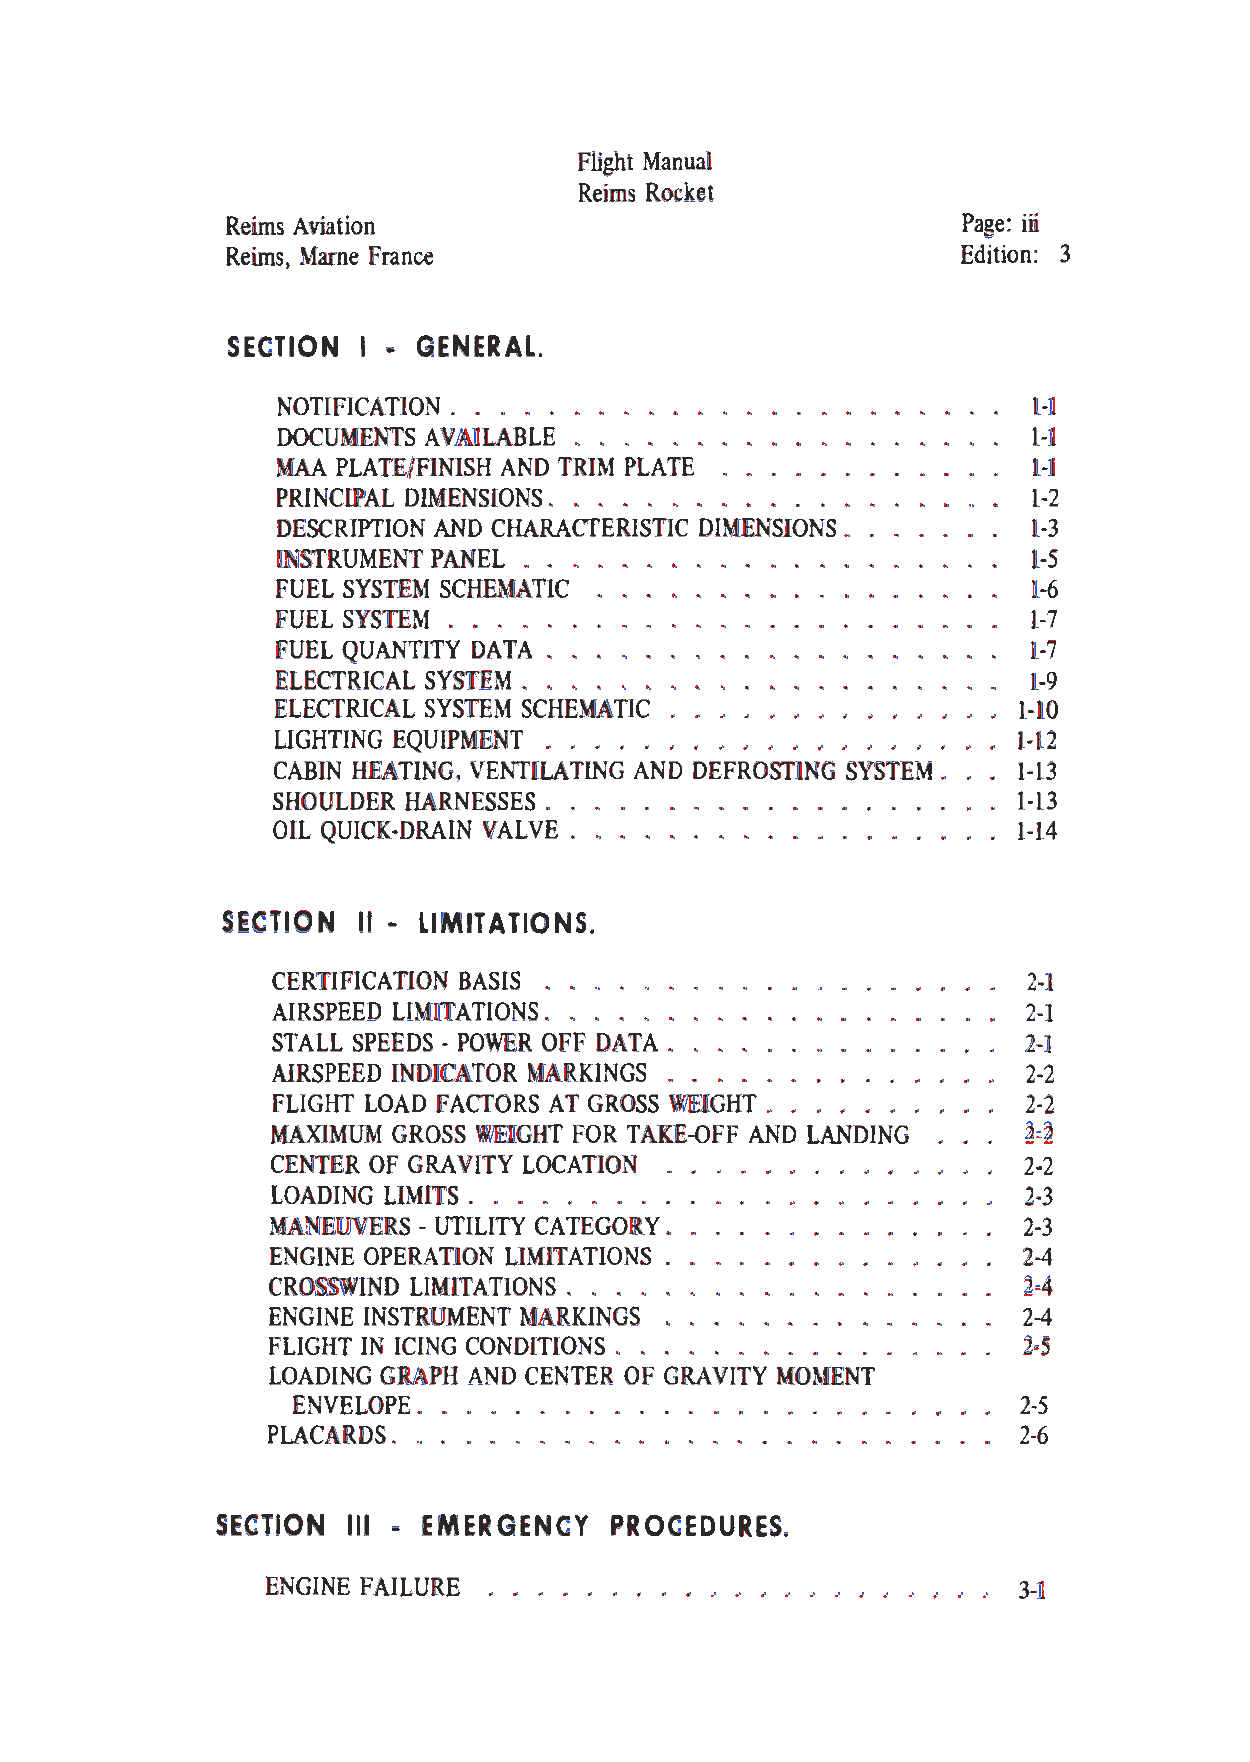 Flight Manual
Reims Rocket
Reims Aviation Page: iii
Reims, Marne France Edition: 3
SECTION I - GENERAL.
NOTIFICATION . . . . . . . . . . . . . . . . . . . . . . . 1-1
DOCUMENTS AVAILABLE . . . . . . . . . . . . . . . . . . 1-1
MAA PLATE/FINISH AND TRIM PLATE . . . . . . . . . . . . 1-1
PRINCIPAL DIMENSIONS. . . . . . . . . . . . . . . . . . . 1-2
DESCRIPTION AND CHARACTERISTIC DIMENSIONS. . . . . . . 1-3
INSTRUMENT PANEL . . . . . . . . . . . . . . . . . . . . 1-5
FUEL SYSTEM SCHEMATIC . . . . . . . . . . . . . . . . . 1-6
FUEL SYSTEM . . . . . . . . . . . . . . . . . . . . . . . 1-7
FUEL QUANTITY DATA . . . . . . . . . . . . . . . . . . . 1-7
ELECTRICAL SYSTEM . . . . . . . . . . . . . . . . . . . . 1-9
ELECTRICAL SYSTEM SCHEMATIC . . . . . . . . . . . . . . 1-10
LIGHTING EQUIPMENT . . . . . . . . . . . . . . . . . . . 1-12
CABIN HEATING, VENTILATING AND DEFROSTING SYSTEM. . . 1-13
SHOULDER HARNESSES . . . . . . . . . . . . . . . . . . . 1-13
OIL QUICK-DRAIN VALVE . . . . . . . . . . . . . . . . . . 1-14
SECTION II - LIMITATIONS.
CERTIFICATION BASIS . . . . . . . . . . . . . . . . . . . 2-1
AIRSPEED LIMITATIONS. . . . . . . . . . . . . . . . . . . 2-1
STALL SPEEDS - POWER OFF DATA . . . . . . . . . . . . . . 2-1
AIRSPEED INDICATOR MARKINGS . . . . . . . . . . . . . . 2-2
FLIGHT LOAD FACTORS AT GROSS WEIGHT . . . . . . . . . . 2-2
MAXIMUM GROSS WEIGHT FOR TAKE-OFF AND LANDING . . . 2-2
CENTER OF GRAVITY LOCATION . . . . . . . . . . . . . . 2-2
LOADING LIMITS . . . . . . . . . . . . . . . . . . . . . . 2-3
MANEUVERS - UTILITY CATEGORY . . . . . . . . . . . . . . 2-3
ENGINE OPERATION LIMITATIONS . . . . . . . . . . . . . . 2-4
CROSSWIND LIMITATIONS . . . . . . . . . . . . . . . . . . 2-4
ENGINE INSTRUMENT MARKINGS . . . . . . . . . . . . . . 2-4
FLIGHT IN ICING CONDITIONS . . . . . . . . . . . . . . . . 2-5
LOADING GRAPH AND CENTER OF GRAVITY MOMENT
ENVELOPE . . . . . . . . . . . . . . . . . . . . . . . . 2-5
PLACARDS . . . . . . . . . . . . . . . . . . . . . . . . . 2-6
SECTION III - EMERGENCY PROCEDURES.
ENGINE FAILURE . . . . . . . . . . . . . . . . . . . . . 3-1